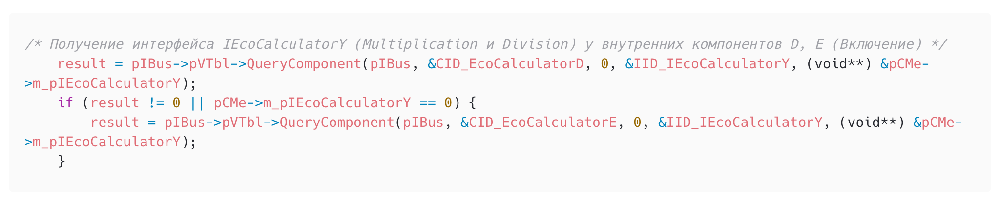 /* Получение интерфейса IEcoCalculatorY (Multiplication и Division) у внутренних компонентов D, E (Включение) */
    result = pIBus->pVTbl->QueryComponent(pIBus, &CID_EcoCalculatorD, 0, &IID_IEcoCalculatorY, (void**) &pCMe-
>m_pIEcoCalculatorY);
    if (result != 0 || pCMe->m_pIEcoCalculatorY == 0) {
        result = pIBus->pVTbl->QueryComponent(pIBus, &CID_EcoCalculatorE, 0, &IID_IEcoCalculatorY, (void**) &pCMe-
>m_pIEcoCalculatorY);
    }